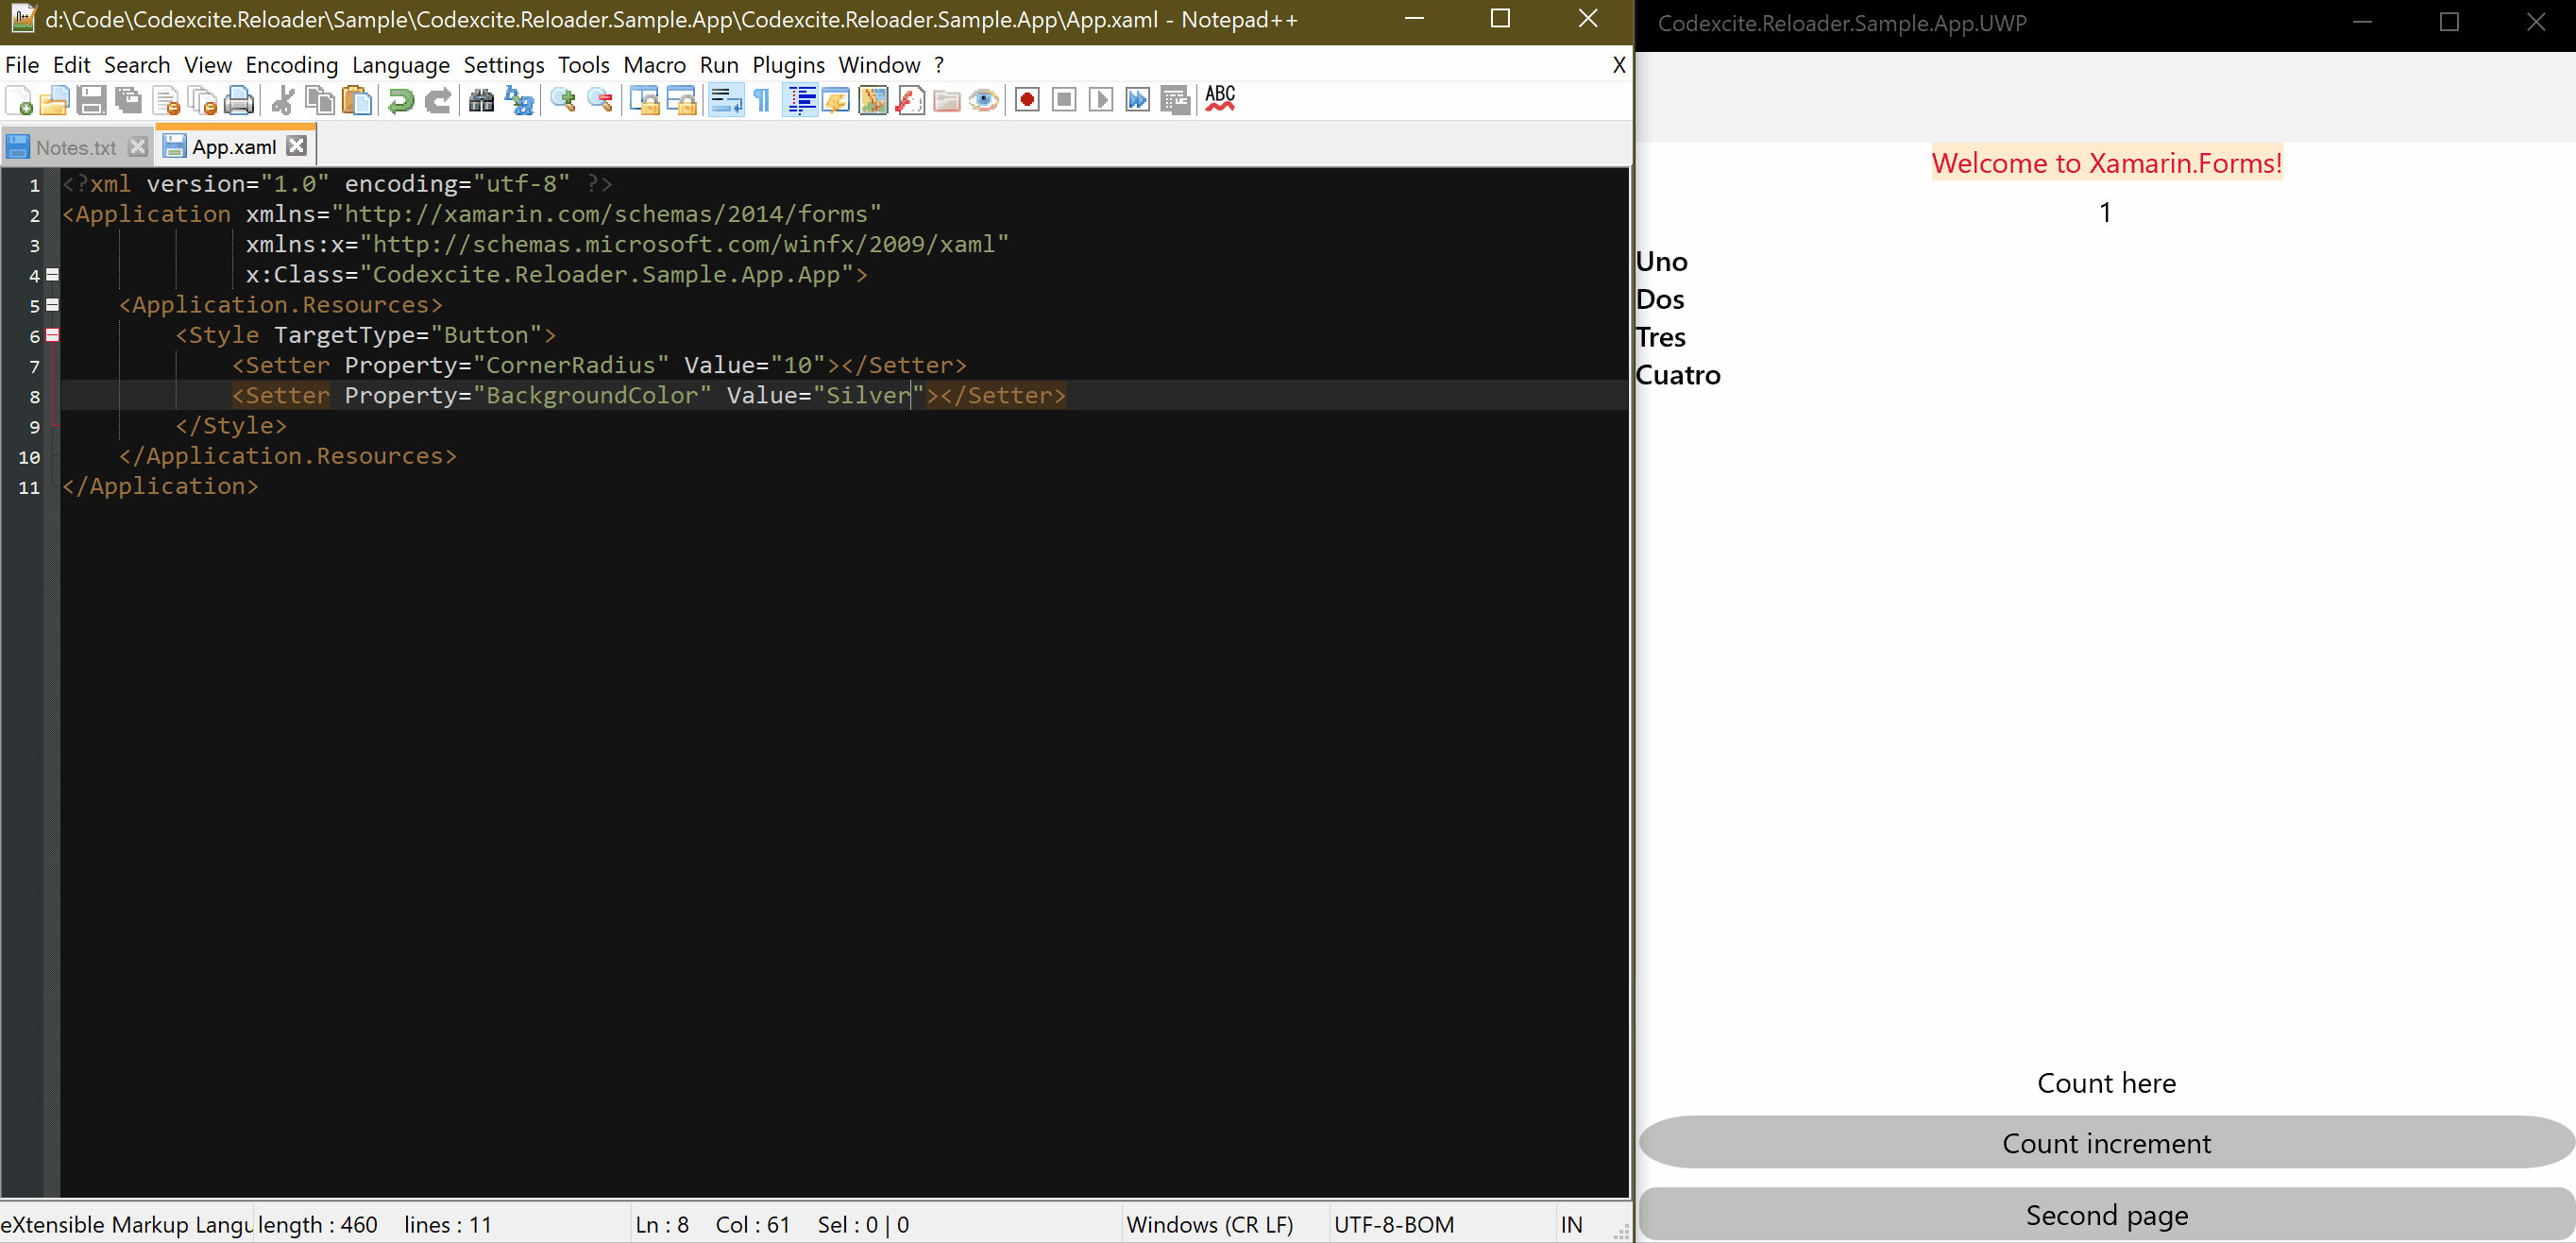 d:\Code\Codexcite.Reloader\Sample\Codexcite.Reloader.Sample.App\Codexcite.Reloader.Sample.App\App.xaml - Notepad++
File Edit Search View Encoding Language Settings Tools Macro Run Plugins Window ? X
ABC
Notes.txt App.xaml
1 <?xml version="1.0" encoding="utf-8" ?>
2 <Application xmlns="http://xamarin.com/schemas/2014/forms"
3 xmlns:x="http://schemas.microsoft.com/winfx/2009/xaml"
4 x:Class="Codexcite.Reloader.Sample.App.App">
5 <Application.Resources>
6 <Style TargetType="Button">
7 <Setter Property="CornerRadius" Value="10"></Setter>
8 <Setter Property="BackgroundColor" Value="Silver"></Setter>
9 </Style>
10 </Application.Resources>
11 </Application>
eXtensible Markup Langu length : 460 lines : 11 Ln : 8 Col : 61 Sel : 0 | 0 Windows (CR LF) UTF-8-BOM IN
Codexcite.Reloader.Sample.App.UWP
Welcome to Xamarin.Forms!
1
Uno
Dos
Tres
Cuatro
Count here
Count increment
Second page